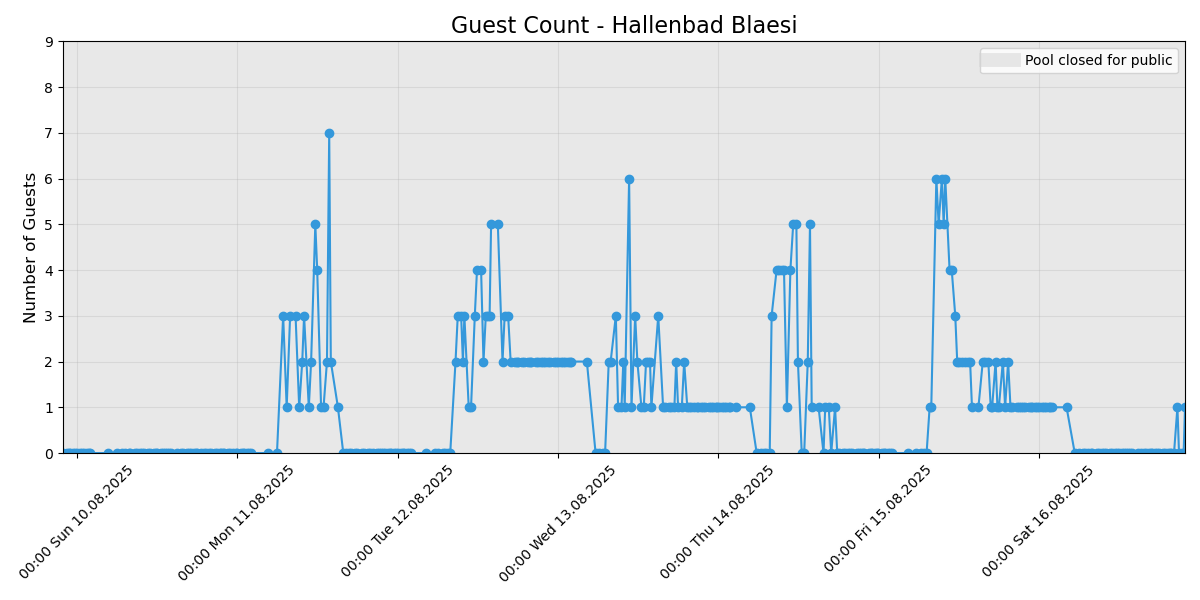 Guest Count - Hallenbad Blaesi
Pool closed for public
Number of Guests
9
8
7
6
5
4
3
2
1
0
00:00 Sun 10.08.2025
00:00 Mon 11.08.2025
00:00 Tue 12.08.2025
00:00 Wed 13.08.2025
00:00 Thu 14.08.2025
00:00 Fri 15.08.2025
00:00 Sat 16.08.2025